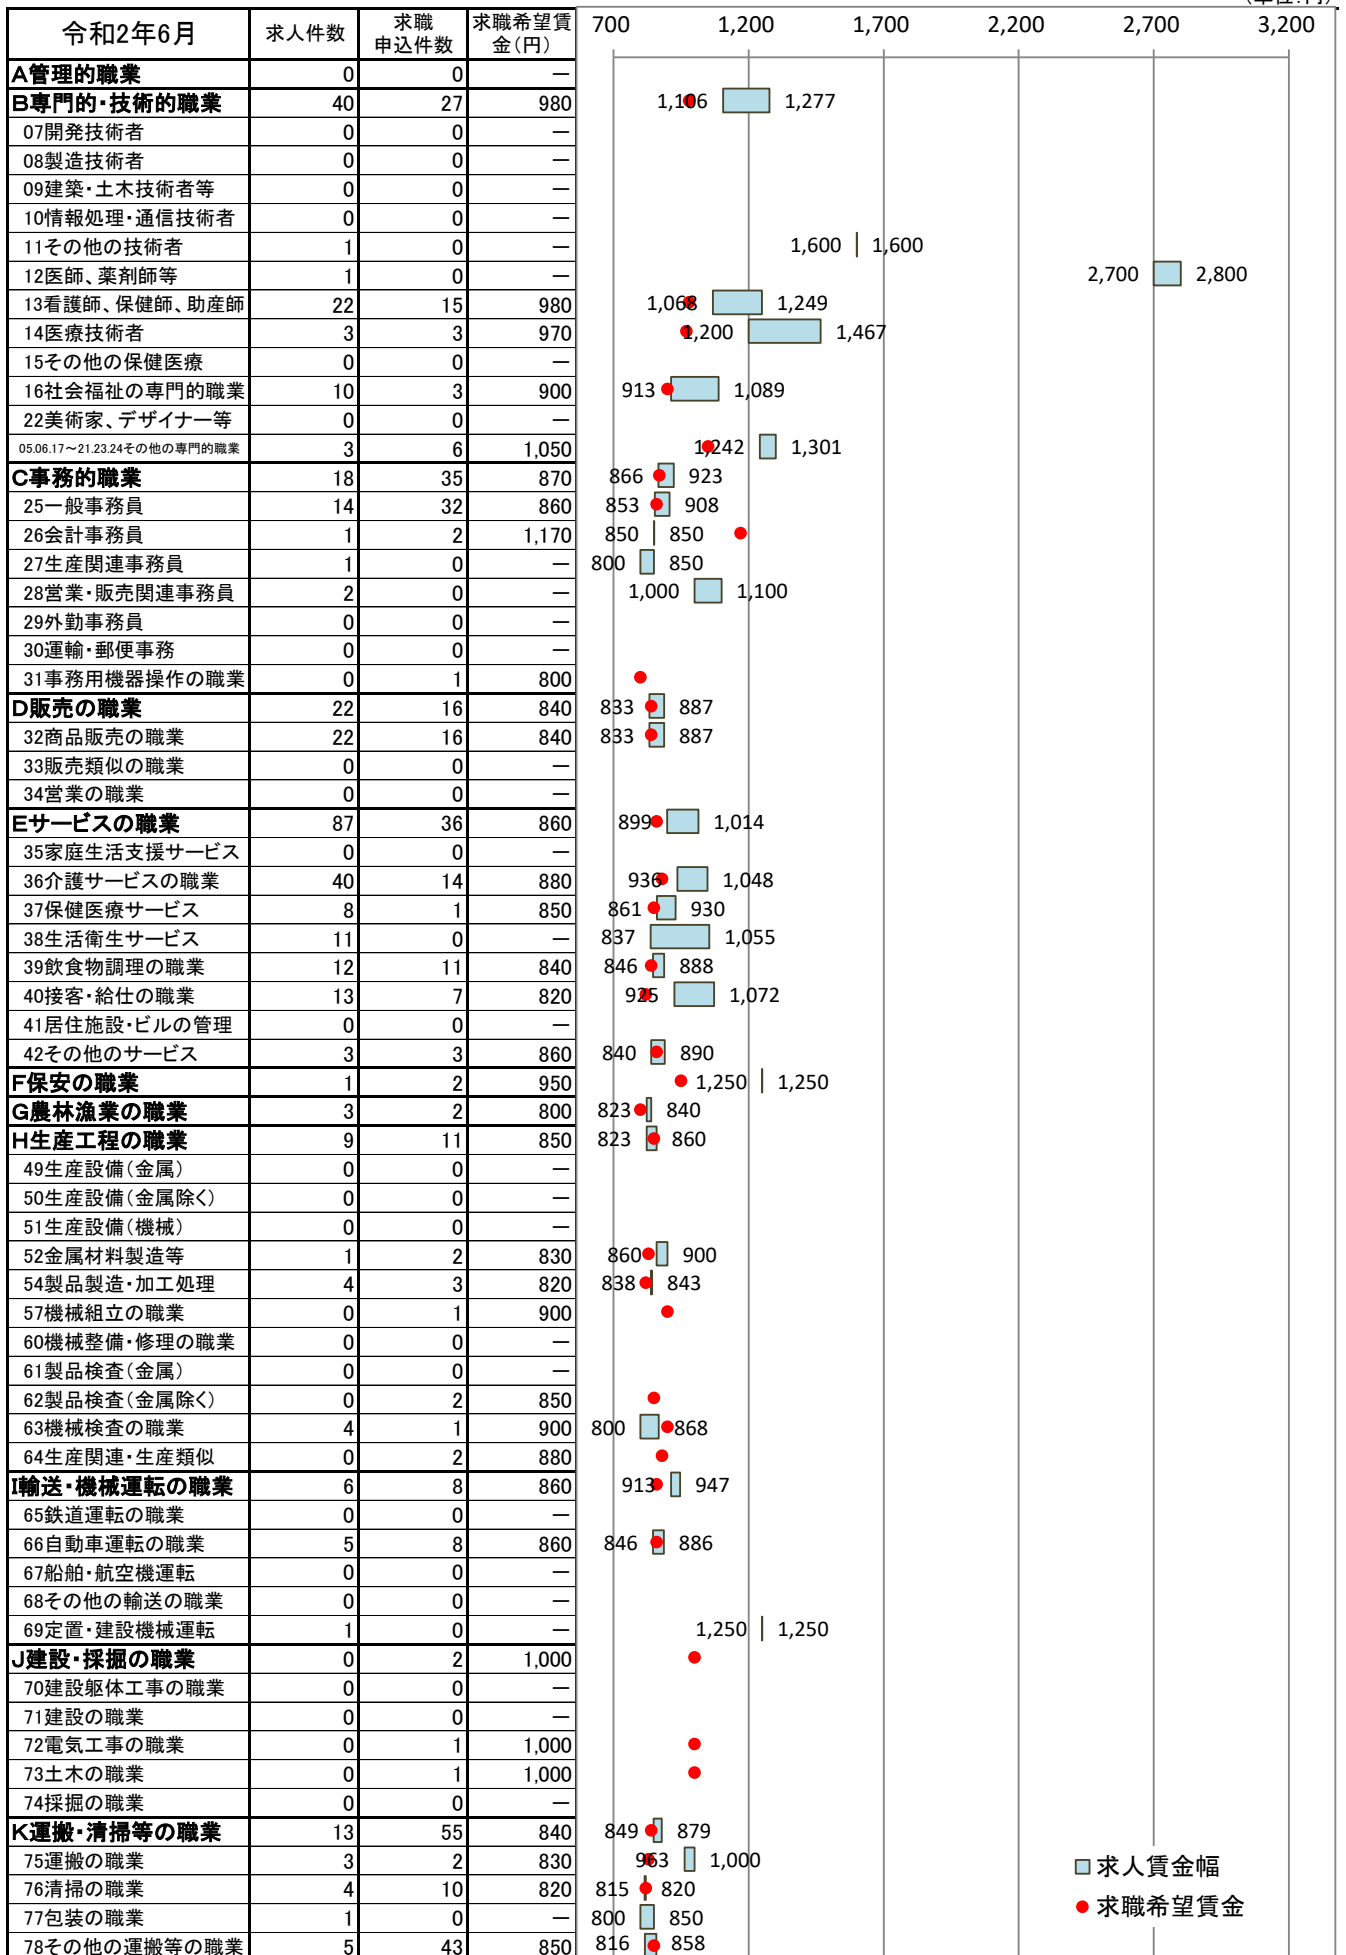 (単位:円)
令和2年6月 求人件数 求職申込件数 求職希望賃金(円) 700 1,200 1,700 2,200 2,700 3,200
A管理的職業 0 0 ―
B専門的・技術的職業 40 27 980 1,106 1,277
07開発技術者 0 0 ―
08製造技術者 0 0 ―
09建築・土木技術者等 0 0 ―
10情報処理・通信技術者 0 0 ―
11その他の技術者 1 0 ― 1,600 1,600
12医師、薬剤師等 1 0 ― 2,700 2,800
13看護師、保健師、助産師 22 15 980 1,068 1,249
14医療技術者 3 3 970 1,200 1,467
15その他の保健医療 0 0 ―
16社会福祉の専門的職業 10 3 900 913 1,089
22美術家、デザイナー等 0 0 ―
05.06.17～21.23.24その他の専門的職業 3 6 1,050 1,242 1,301
C事務的職業 18 35 870 866 923
25一般事務員 14 32 860 853 908
26会計事務員 1 2 1,170 850 850
27生産関連事務員 1 0 ― 800 850
28営業・販売関連事務員 2 0 ― 1,000 1,100
29外勤事務員 0 0 ―
30運輸・郵便事務 0 0 ―
31事務用機器操作の職業 0 1 800
D販売の職業 22 16 840 833 887
32商品販売の職業 22 16 840 833 887
33販売類似の職業 0 0 ―
34営業の職業 0 0 ―
Eサービスの職業 87 36 860 899 1,014
35家庭生活支援サービス 0 0 ―
36介護サービスの職業 40 14 880 936 1,048
37保健医療サービス 8 1 850 861 930
38生活衛生サービス 11 0 ― 837 1,055
39飲食物調理の職業 12 11 840 846 888
40接客・給仕の職業 13 7 820 925 1,072
41居住施設・ビルの管理 0 0 ―
42その他のサービス 3 3 860 840 890
F保安の職業 1 2 950 1,250 1,250
G農林漁業の職業 3 2 800 823 840
H生産工程の職業 9 11 850 823 860
49生産設備(金属) 0 0 ―
50生産設備(金属除く) 0 0 ―
51生産設備(機械) 0 0 ―
52金属材料製造等 1 2 830 860 900
54製品製造・加工処理 4 3 820 838 843
57機械組立の職業 0 1 900
60機械整備・修理の職業 0 0 ―
61製品検査(金属) 0 0 ―
62製品検査(金属除く) 0 2 850
63機械検査の職業 4 1 900 800 868
64生産関連・生産類似 0 2 880
I輸送・機械運転の職業 6 8 860 913 947
65鉄道運転の職業 0 0 ―
66自動車運転の職業 5 8 860 846 886
67船舶・航空機運転 0 0 ―
68その他の輸送の職業 0 0 ―
69定置・建設機械運転 1 0 ― 1,250 1,250
J建設・採掘の職業 0 2 1,000
70建設躯体工事の職業 0 0 ―
71建設の職業 0 0 ―
72電気工事の職業 0 1 1,000
73土木の職業 0 1 1,000
74採掘の職業 0 0 ―
K運搬・清掃等の職業 13 55 840 849 879
75運搬の職業 3 2 830 963 1,000
76清掃の職業 4 10 820 815 820
77包装の職業 1 0 ― 800 850
78その他の運搬等の職業 5 43 850 816 858
求人賃金幅
求職希望賃金